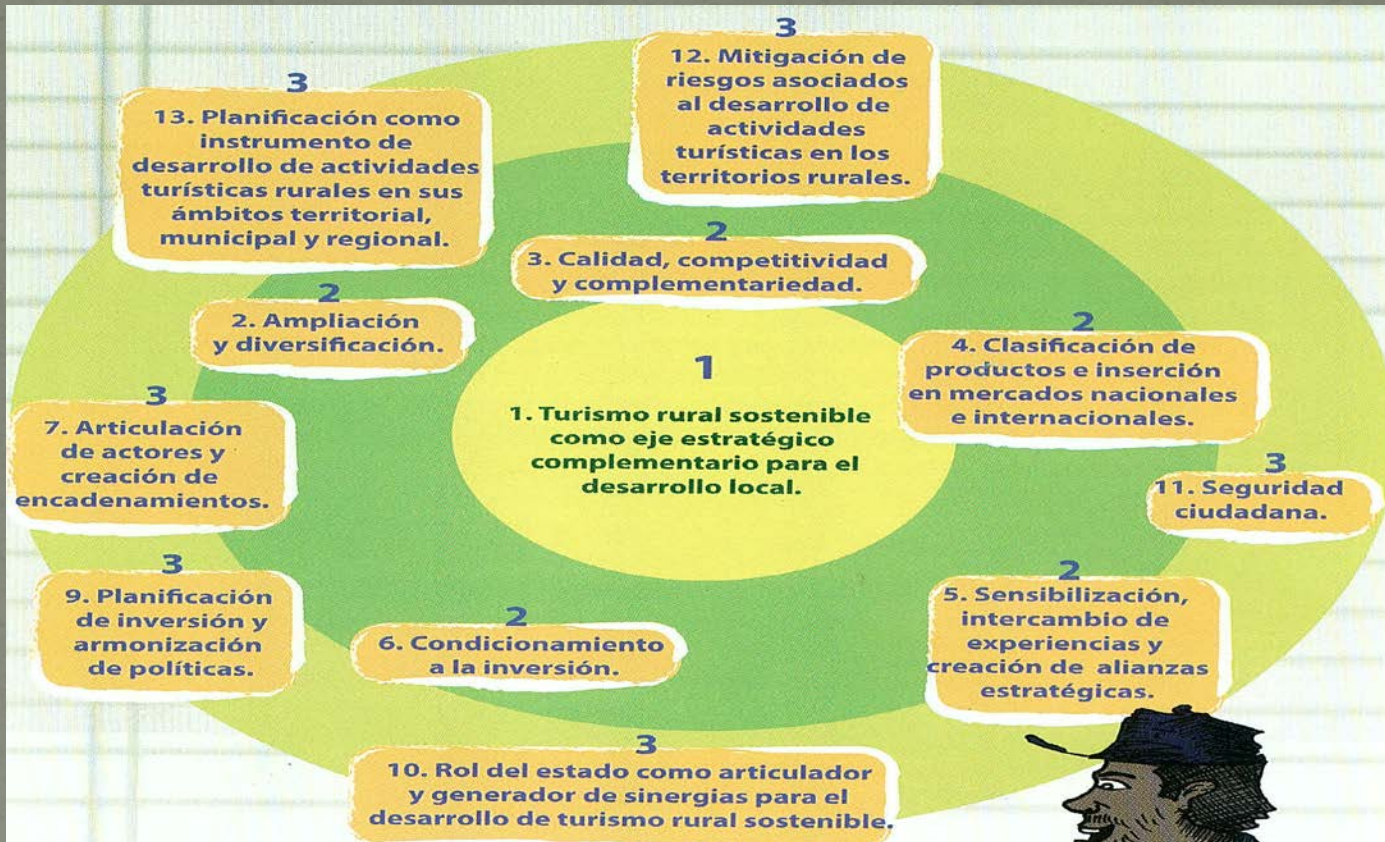 3
12. Mitigación de
riesgos asociados
al desarrollo de
actividades
turísticas en los
territorios rurales.
3
13. Planificación como
instrumento de
desarrollo de actividades
turísticas rurales en sus
ámbitos territorial,
municipal y regional.
2
3. Calidad, competitividad
y complementariedad.
2
2. Ampliación
y diversificación.
2
4. Clasificación de
productos e inserción
en mercados nacionales
e internacionales.
1
1. Turismo rural sostenible
como eje estratégico
complementario para el
desarrollo local.
3
7. Articulación
de actores y
creación de
encadenamientos.
3
11. Seguridad
ciudadana.
3
9. Planificación
de inversión y
armonización
de políticas.
2
6. Condicionamiento
a la inversión.
2
5. Sensibilización,
intercambio de
experiencias y
creación de alianzas
estratégicas.
3
10. Rol del estado como articulador
y generador de sinergias para el
desarrollo de turismo rural sostenible.